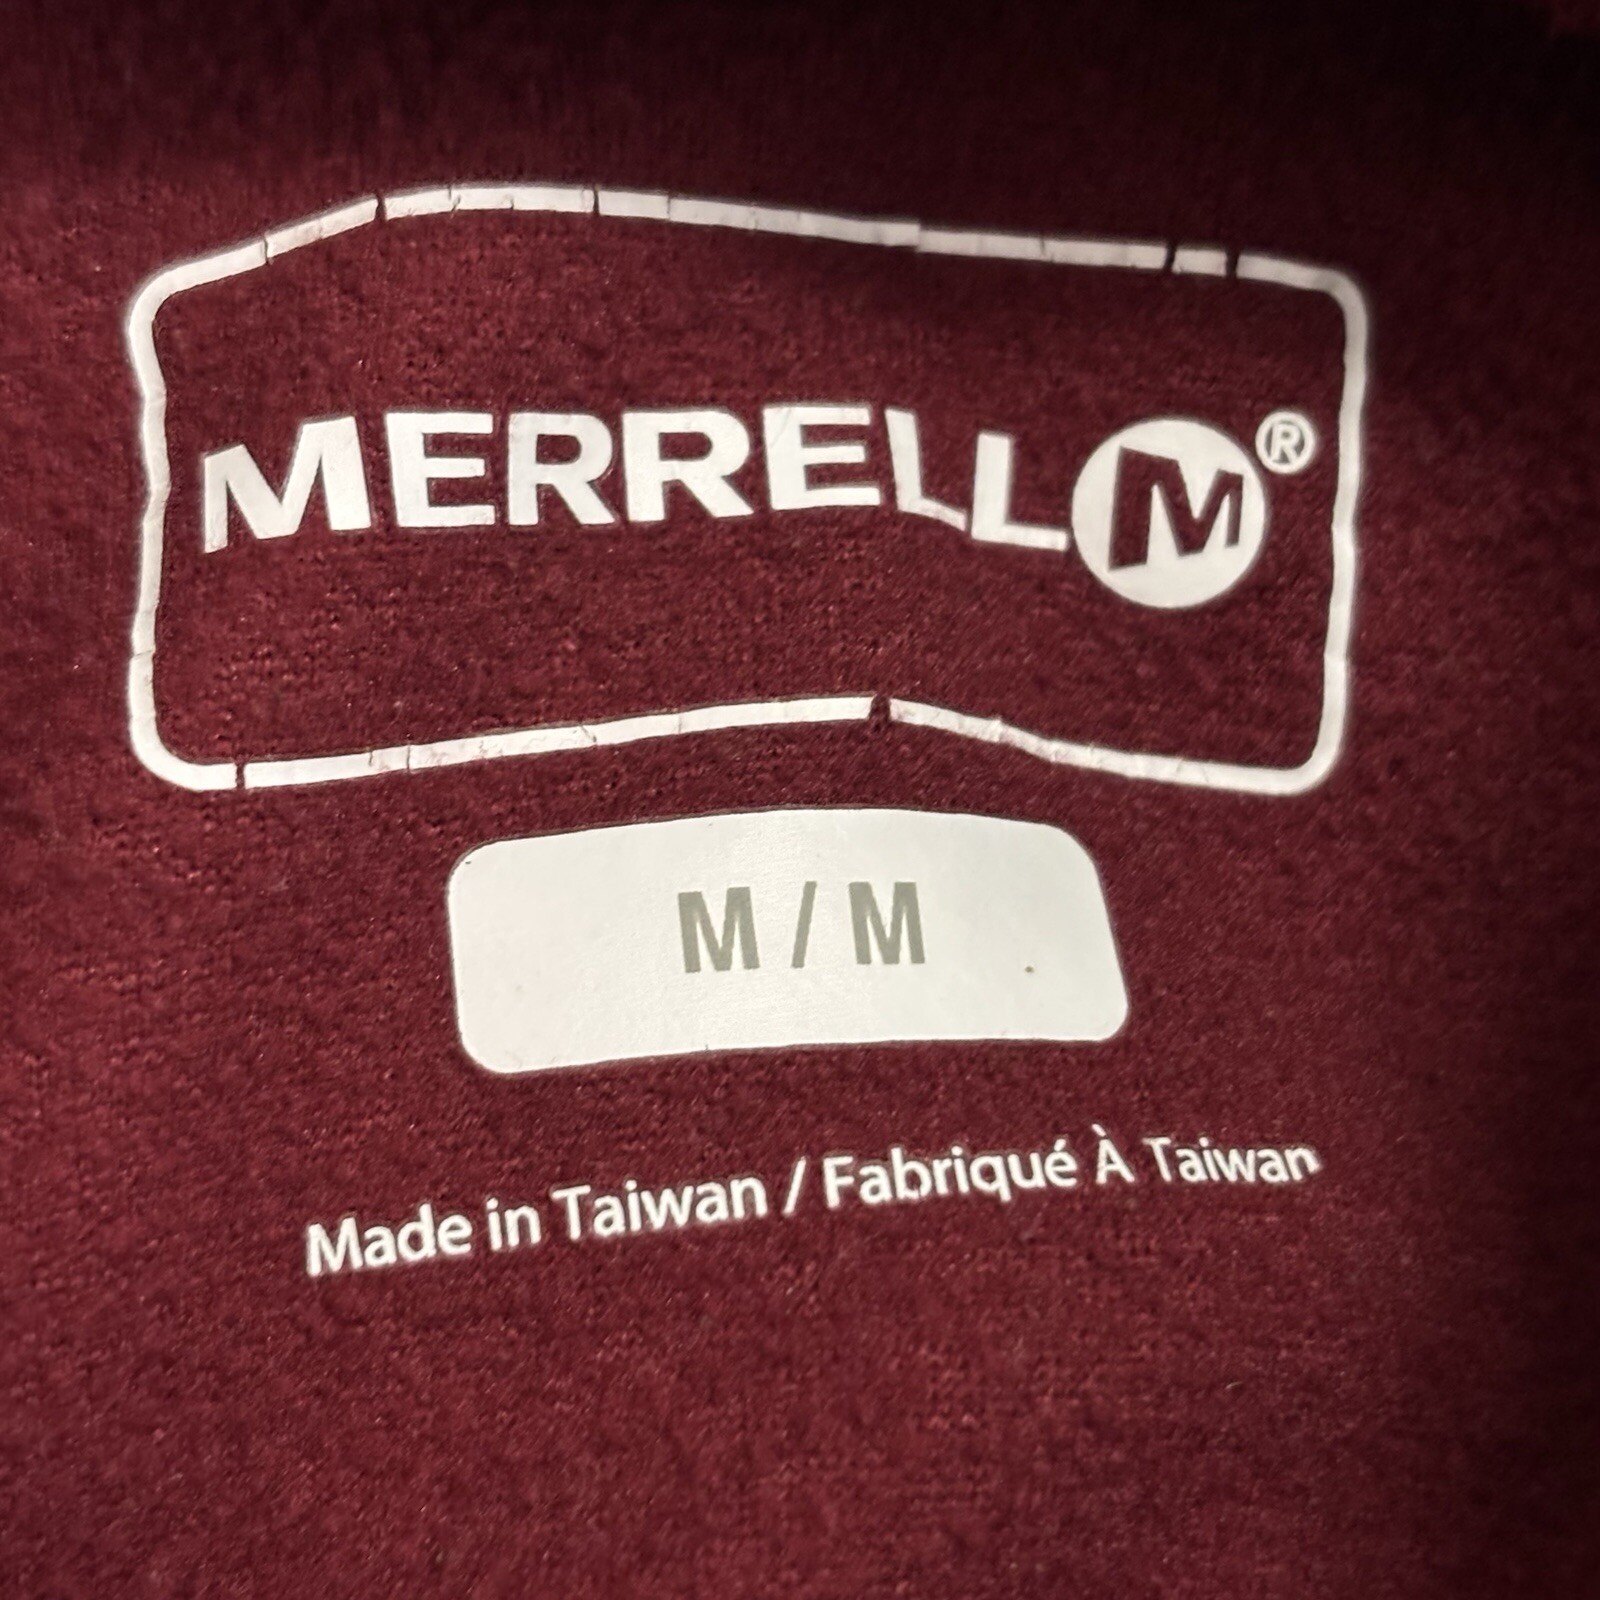 MERRELL M®
M / M
Made in Taiwan / Fabriqué À Taiwan